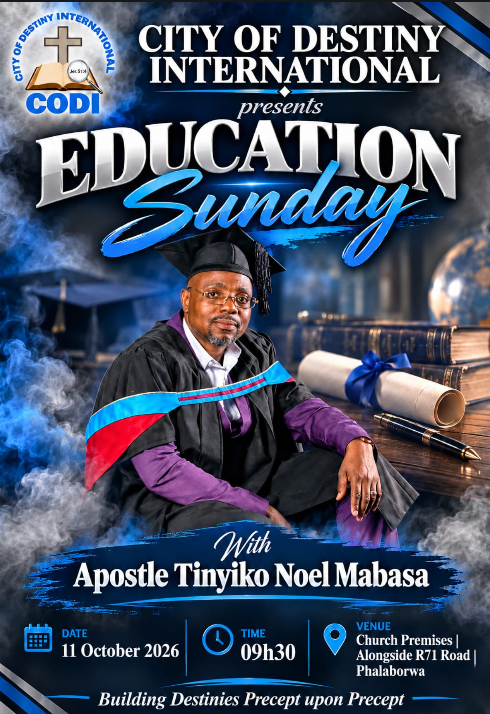 CITY OF DESTINY INTERNATIONAL
CODI
CITY OF DESTINY
INTERNATIONAL
presents
EDUCATION
Sunday
With
Apostle Tinyiko Noel Mabasa
DATE
11 October 2026
TIME
09h30
VENUE
Church Premises |
Alongside R71 Road |
Phalaborwa
Building Destinies Precept upon Precept